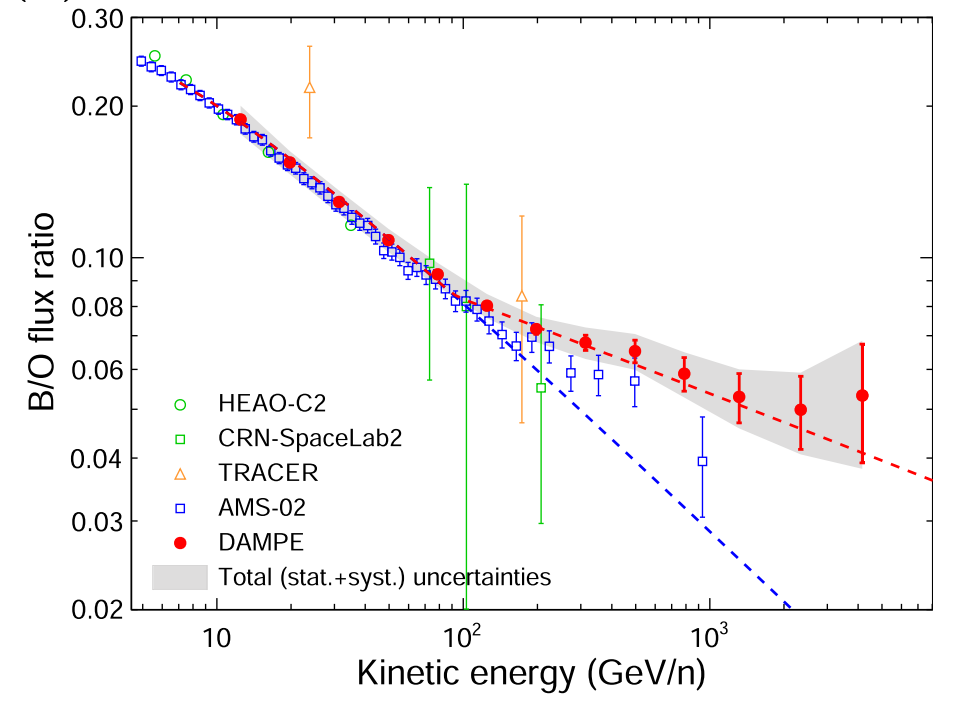 0.30
0.20
0.10
0.08
0.06
0.04
0.03
0.02
B/O flux ratio
HEAO-C2
CRN-SpaceLab2
TRACER
AMS-02
DAMPE
Total (stat.+syst.) uncertainties
10 10² 10³
Kinetic energy (GeV/n)